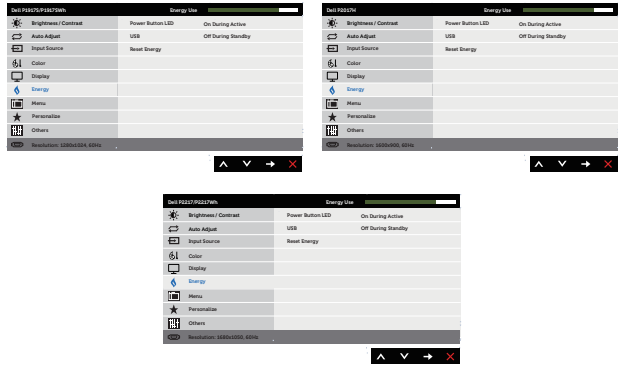 Dell P1917S/P1917SWh Energy Use
Brightness / Contrast Power Button LED On During Active
Auto Adjust USB Off During Standby
Input Source Reset Energy
Color
Display
Energy
Menu
Personalize
Others
Resolution: 1280x1024, 60Hz
Dell P2017H Energy Use
Brightness / Contrast Power Button LED On During Active
Auto Adjust USB Off During Standby
Input Source Reset Energy
Color
Display
Energy
Menu
Personalize
Others
Resolution: 1600x900, 60Hz
Dell P2217/P2217Wh Energy Use
Brightness / Contrast Power Button LED On During Active
Auto Adjust USB Off During Standby
Input Source Reset Energy
Color
Display
Energy
Menu
Personalize
Others
Resolution: 1680x1050, 60Hz